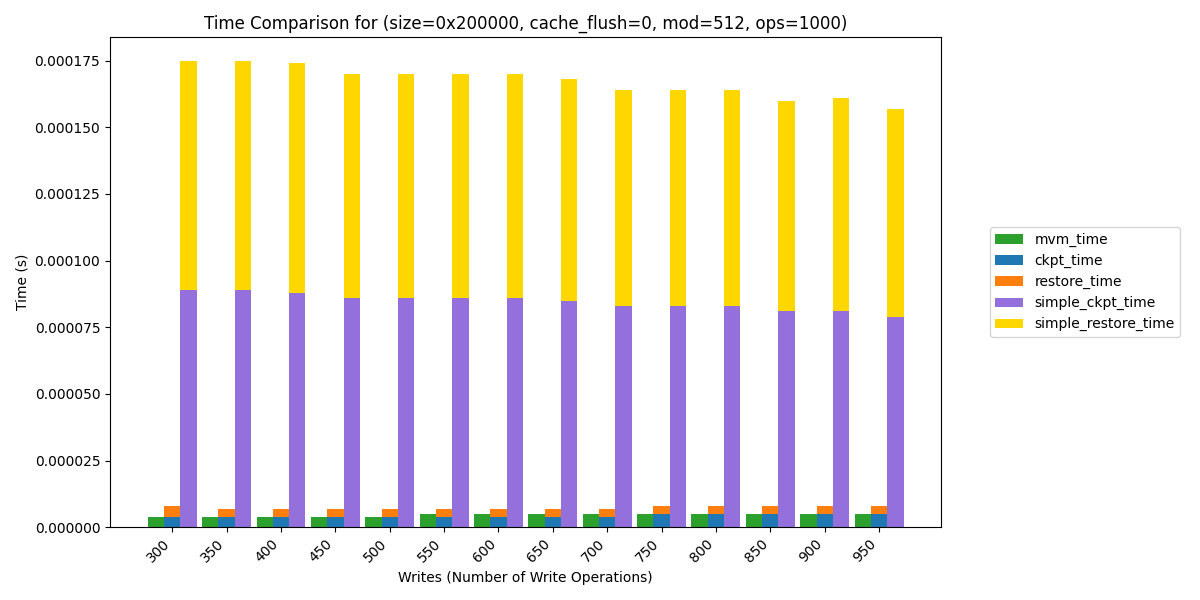 Time Comparison for (size=0x200000, cache_flush=0, mod=512, ops=1000)
Time (s)
0.000175
0.000150
0.000125
0.000100
0.000075
0.000050
0.000025
0.000000
300 350 400 450 500 550 600 650 700 750 800 850 900 950
Writes (Number of Write Operations)
mvm_time
ckpt_time
restore_time
simple_ckpt_time
simple_restore_time